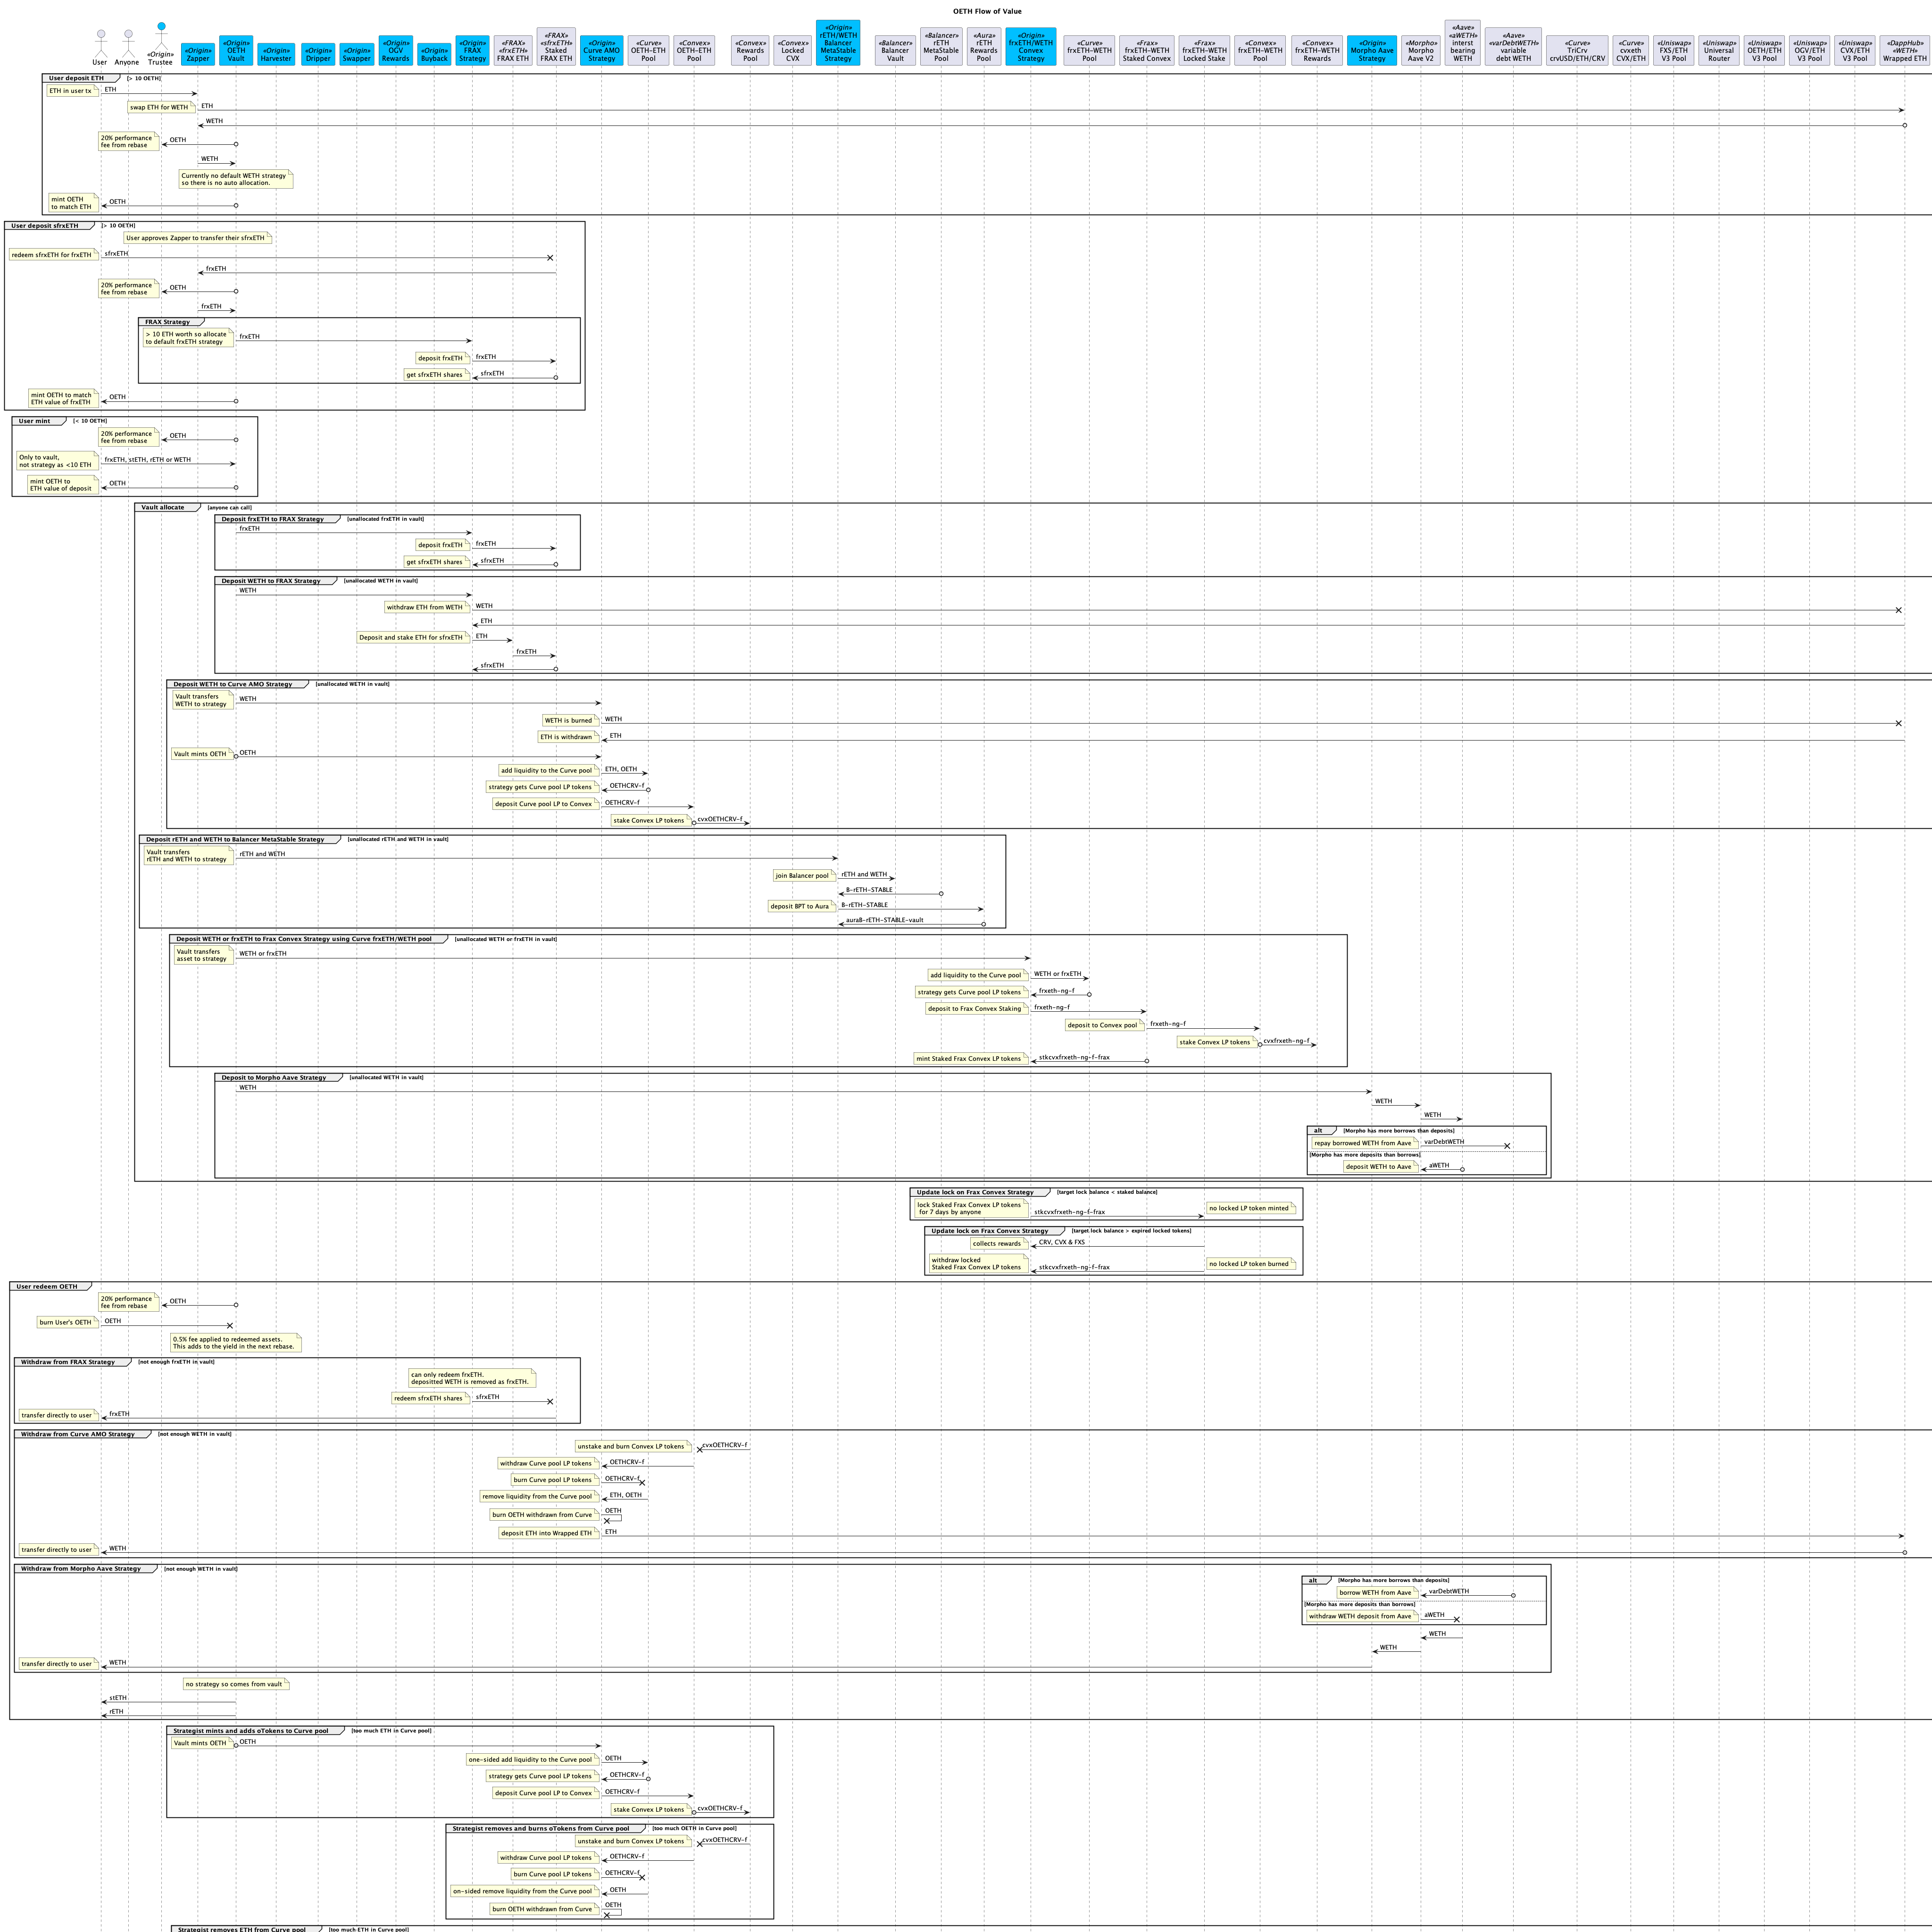 OETH Flow of Value
User
Anyone
«Origin»
Trustee
«Origin»
Zapper
«Origin»
OETH
Vault
«Origin»
Harvester
«Origin»
Dripper
«Origin»
Swapper
«Origin»
OGV
Rewards
«Origin»
Buyback
«Origin»
FRAX
Strategy
«FRAX»
«frxETH»
FRAX ETH
«FRAX»
«sfrxETH»
Staked
FRAX ETH
«Origin»
Curve AMO
Strategy
«Curve»
OETH-ETH
Pool
«Convex»
OETH-ETH
Pool
«Convex»
Rewards
Pool
«Convex»
Locked
CVX
«Origin»
rETH/WETH
Balancer
MetaStable
Strategy
«Balancer»
Balancer
Vault
«Balancer»
rETH
MetaStable
Pool
«Aura»
rETH
Rewards
Pool
«Origin»
frxETH/WETH
Convex
Strategy
«Curve»
frxETH-WETH
Pool
«Frax»
frxETH-WETH
Staked Convex
«Frax»
frxETH-WETH
Locked Stake
«Convex»
frxETH-WETH
Pool
«Convex»
frxETH-WETH
Rewards
«Origin»
Morpho Aave
Strategy
«Morpho»
Morpho
Aave V2
«Aave»
«aWETH»
interst
bearing
WETH
«Aave»
«varDebtWETH»
variable
debt WETH
«Curve»
TriCrv
crvUSD/ETH/CRV
«Curve»
cvxeth
CVX/ETH
«Uniswap»
FXS/ETH
V3 Pool
«Uniswap»
Universal
Router
«Uniswap»
OETH/ETH
V3 Pool
«Uniswap»
OGV/ETH
V3 Pool
«Uniswap»
CVX/ETH
V3 Pool
«DappHub»
«WETH»
Wrapped ETH
User deposit ETH [> 10 OETH]
ETH in user tx ETH
swap ETH for WETH ETH
WETH
20% performance
fee from rebase
OETH
WETH
Currently no default WETH strategy
so there is no auto allocation.
mint OETH
to match ETH
OETH
User deposit sfrxETH [> 10 OETH]
User approves Zapper to transfer their sfrxETH
redeem sfrxETH for frxETH sfrxETH
frxETH
20% performance
fee from rebase
OETH
frxETH
FRAX Strategy
> 10 ETH worth so allocate
to default frxETH strategy
frxETH
deposit frxETH frxETH
get sfrxETH shares sfrxETH
mint OETH to match
ETH value of frxETH
OETH
User mint [< 10 OETH]
20% performance
fee from rebase
OETH
Only to vault,
not strategy as <10 ETH
frxETH, stETH, rETH or WETH
mint OETH to
ETH value of deposit
OETH
Vault allocate [anyone can call]
Deposit frxETH to FRAX Strategy [unallocated frxETH in vault]
frxETH
deposit frxETH frxETH
get sfrxETH shares sfrxETH
Deposit WETH to FRAX Strategy [unallocated WETH in vault]
WETH
withdraw ETH from WETH WETH
ETH
Deposit and stake ETH for sfrxETH ETH
frxETH
sfrxETH
Deposit WETH to Curve AMO Strategy [unallocated WETH in vault]
Vault transfers
WETH to strategy
WETH
WETH is burned WETH
ETH is withdrawn ETH
Vault mints OETH OETH
add liquidity to the Curve pool ETH, OETH
strategy gets Curve pool LP tokens OETHCRV-f
deposit Curve pool LP to Convex OETHCRV-f
stake Convex LP tokens cvxOETHCRV-f
Deposit rETH and WETH to Balancer MetaStable Strategy [unallocated rETH and WETH in vault]
Vault transfers
rETH and WETH to strategy
rETH and WETH
join Balancer pool rETH and WETH
B-rETH-STABLE
deposit BPT to Aura B-rETH-STABLE
auraB-rETH-STABLE-vault
Deposit WETH or frxETH to Frax Convex Strategy using Curve frxETH/WETH pool [unallocated WETH or frxETH in vault]
Vault transfers
asset to strategy
WETH or frxETH
add liquidity to the Curve pool WETH or frxETH
strategy gets Curve pool LP tokens frxeth-ng-f
deposit to Frax Convex Staking frxeth-ng-f
deposit to Convex pool frxeth-ng-f
stake Convex LP tokens cvxfrxeth-ng-f
mint Staked Frax Convex LP tokens stkcvxfrxeth-ng-f-frax
Deposit to Morpho Aave Strategy [unallocated WETH in vault]
WETH
WETH
WETH
alt [Morpho has more borrows than deposits]
repay borrowed WETH from Aave varDebtWETH
[Morpho has more deposits than borrows]
deposit WETH to Aave aWETH
Update lock on Frax Convex Strategy [target lock balance < staked balance]
lock Staked Frax Convex LP tokens
for 7 days by anyone
stkcvxfrxeth-ng-f-frax
no locked LP token minted
Update lock on Frax Convex Strategy [target lock balance > expired locked tokens]
collects rewards CRV, CVX & FXS
withdraw locked
Staked Frax Convex LP tokens
stkcvxfrxeth-ng-f-frax
no locked LP token burned
User redeem OETH
20% performance
fee from rebase
OETH
burn User's OETH OETH
0.5% fee applied to redeemed assets.
This adds to the yield in the next rebase.
Withdraw from FRAX Strategy [not enough frxETH in vault]
can only redeem frxETH.
depositted WETH is removed as frxETH.
redeem sfrxETH shares sfrxETH
transfer directly to user frxETH
Withdraw from Curve AMO Strategy [not enough WETH in vault]
unstake and burn Convex LP tokens cvxOETHCRV-f
withdraw Curve pool LP tokens OETHCRV-f
burn Curve pool LP tokens OETHCRV-f
remove liquidity from the Curve pool ETH, OETH
burn OETH withdrawn from Curve OETH
deposit ETH into Wrapped ETH ETH
transfer directly to user WETH
Withdraw from Morpho Aave Strategy [not enough WETH in vault]
alt [Morpho has more borrows than deposits]
borrow WETH from Aave varDebtWETH
[Morpho has more deposits than borrows]
withdraw WETH deposit from Aave aWETH
WETH
WETH
transfer directly to user WETH
no strategy so comes from vault
stETH
rETH
Strategist mints and adds oTokens to Curve pool [too much ETH in Curve pool]
Vault mints OETH OETH
one-sided add liquidity to the Curve pool OETH
strategy gets Curve pool LP tokens OETHCRV-f
deposit Curve pool LP to Convex OETHCRV-f
stake Convex LP tokens cvxOETHCRV-f
Strategist removes and burns oTokens from Curve pool [too much OETH in Curve pool]
unstake and burn Convex LP tokens cvxOETHCRV-f
withdraw Curve pool LP tokens OETHCRV-f
burn Curve pool LP tokens OETHCRV-f
on-sided remove liquidity from the Curve pool OETH
burn OETH withdrawn from Curve OETH
Strategist removes ETH from Curve pool [too much ETH in Curve pool]